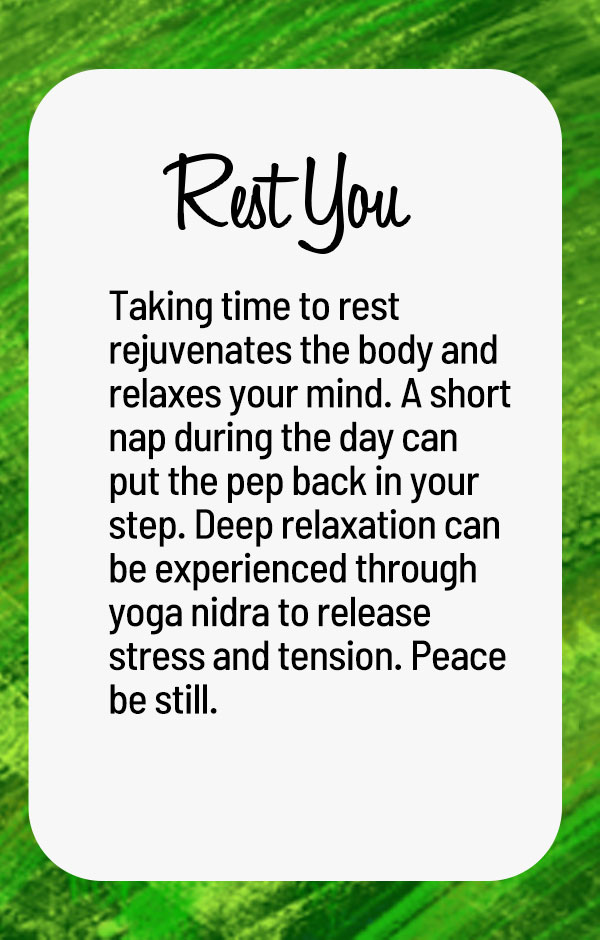 Rest You
Taking time to rest
rejuvenates the body and
relaxes your mind. A short
nap during the day can
put the pep back in your
step. Deep relaxation can
be experienced through
yoga nidra to release
stress and tension. Peace
be still.